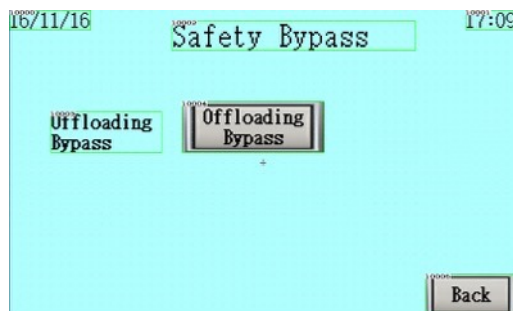 16/11/16
Safety Bypass
17:09
Offloading
Bypass
Offloading
Bypass
Back